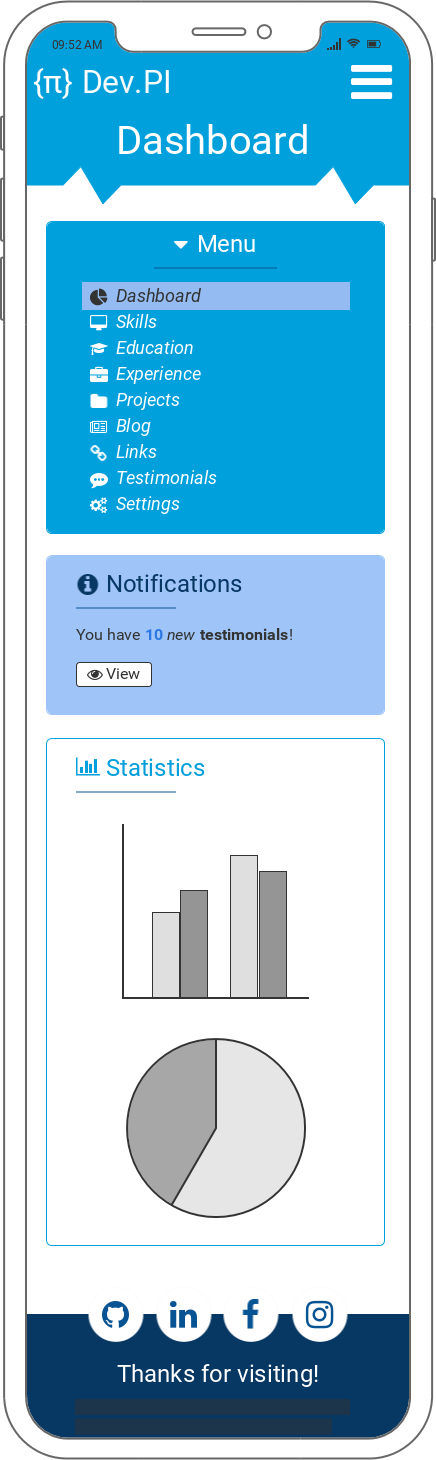 09:52 AM
{π} Dev.PI
Dashboard
Menu
Dashboard
Skills
Education
Experience
Projects
Blog
Links
Testimonials
Settings
Notifications
You have 10 new testimonials!
View
Statistics
Thanks for visiting!